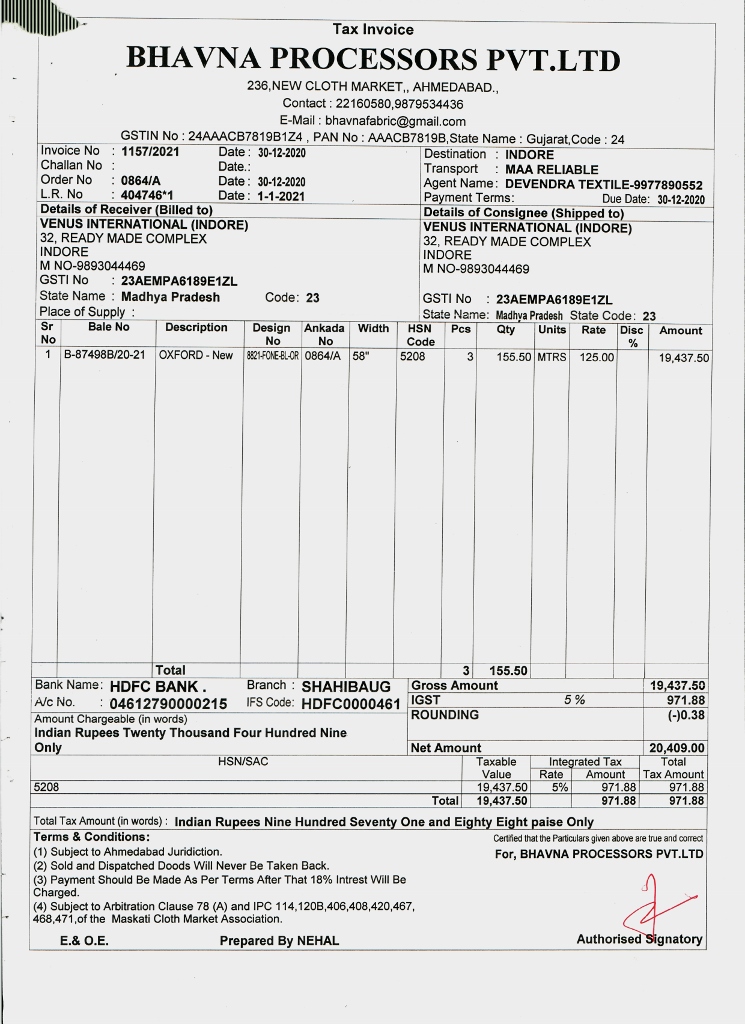 Tax Invoice
BHAVNA PROCESSORS PVT.LTD
236,NEW CLOTH MARKET,, AHMEDABAD.,
Contact : 22160580,9879534436
E-Mail : bhavnafabric@gmail.com
GSTIN No : 24AAACB7819B1Z4 , PAN No : AAACB7819B,State Name : Gujarat,Code : 24
Invoice No : 1157/2021 Date : 30-12-2020
Challan No : Date.:
Order No : 0864/A Date : 30-12-2020
L.R. No : 404746*1 Date : 1-1-2021
Destination : INDORE
Transport : MAA RELIABLE
Agent Name: DEVENDRA TEXTILE-9977890552
Payment Terms: Due Date: 30-12-2020
Details of Receiver (Billed to)
VENUS INTERNATIONAL (INDORE)
32, READY MADE COMPLEX
INDORE
M NO-9893044469
GSTI No : 23AEMPA6189E1ZL
State Name : Madhya Pradesh Code: 23
Place of Supply :
Details of Consignee (Shipped to)
VENUS INTERNATIONAL (INDORE)
32, READY MADE COMPLEX
INDORE
M NO-9893044469
GSTI No : 23AEMPA6189E1ZL
State Name: Madhya Pradesh State Code: 23
Sr No Bale No Description Design No Ankada No Width HSN Code Pcs Qty Units Rate Disc % Amount
1 B-87498B/20-21 OXFORD - New 8821-FONE-BL-OR 0864/A 58" 5208 3 155.50 MTRS 125.00 19,437.50
Total 3 155.50
Bank Name: HDFC BANK . Branch : SHAHIBAUG
A/c No. : 04612790000215 IFS Code: HDFC0000461
Amount Chargeable (in words)
Indian Rupees Twenty Thousand Four Hundred Nine
Only
Gross Amount 19,437.50
IGST 5 % 971.88
ROUNDING (-)0.38
Net Amount 20,409.00
HSN/SAC Taxable Value Integrated Tax Rate Amount Total Tax Amount
5208 19,437.50 5% 971.88 971.88
Total 19,437.50 971.88 971.88
Total Tax Amount (in words) : Indian Rupees Nine Hundred Seventy One and Eighty Eight paise Only
Terms & Conditions:
(1) Subject to Ahmedabad Juridiction.
(2) Sold and Dispatched Doods Will Never Be Taken Back.
(3) Payment Should Be Made As Per Terms After That 18% Intrest Will Be
Charged.
(4) Subject to Arbitration Clause 78 (A) and IPC 114,120B,406,408,420,467,
468,471,of the Maskati Cloth Market Association.
Certified that the Particulars given above are true and correct
For, BHAVNA PROCESSORS PVT.LTD
E.& O.E. Prepared By NEHAL Authorised Signatory